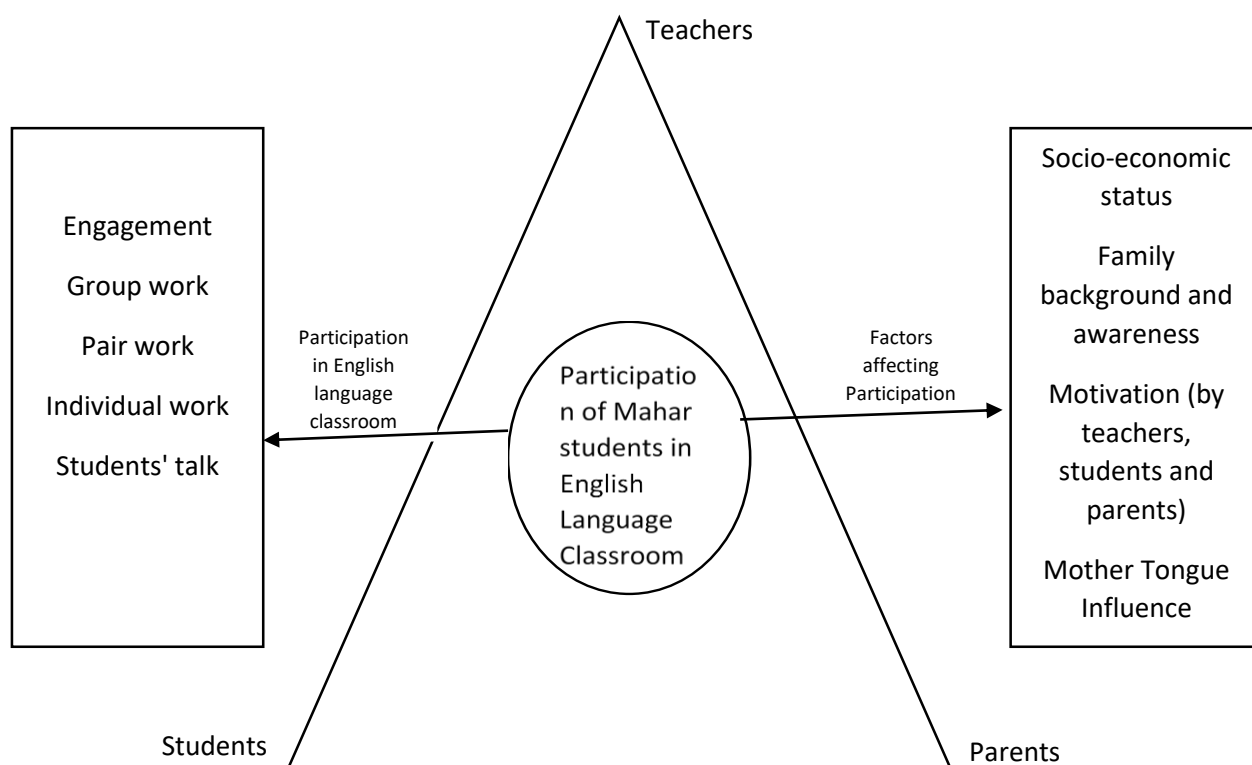 Teachers
Engagement
Group work
Pair work
Individual work
Students' talk
Participation
in English
language
classroom
Participatio
n of Mahar
students in
English
Language
Classroom
Factors
affecting
Participation
Socio-economic
status
Family
background and
awareness
Motivation (by
teachers,
students and
parents)
Mother Tongue
Influence
Students
Parents